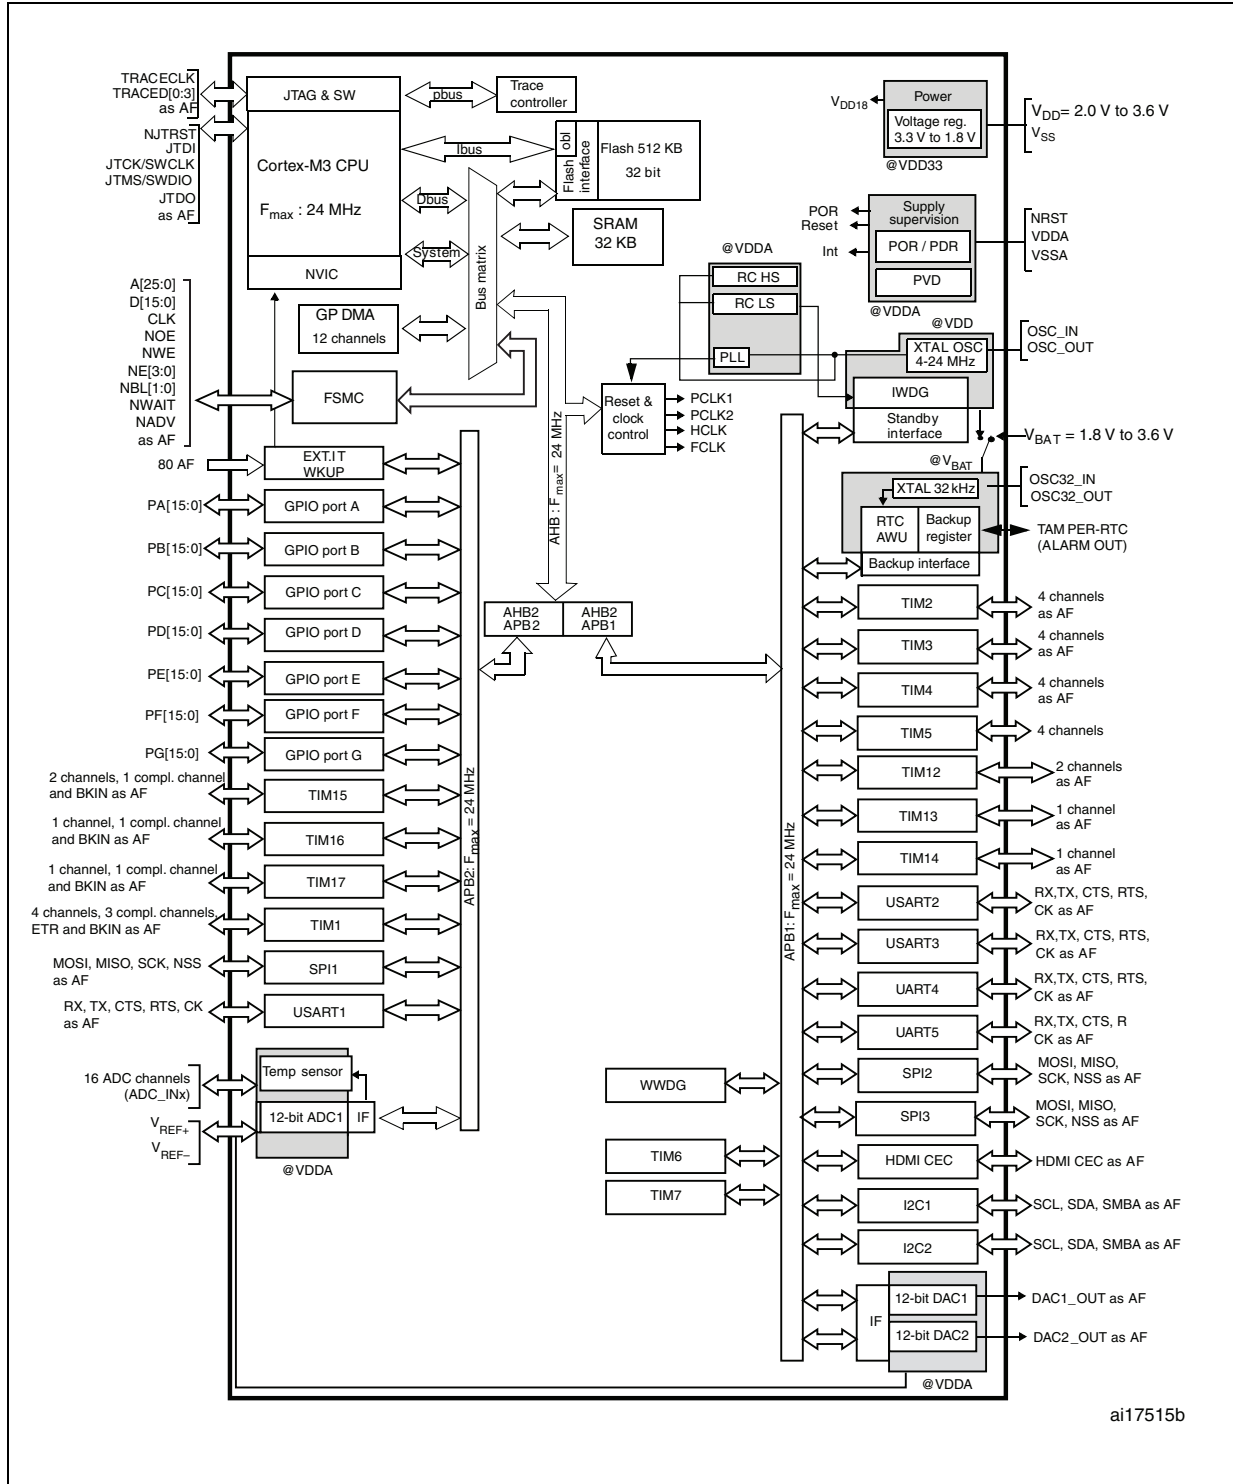 TRACECLK
TRACED[0:3]
as AF
NJTRST
JTDI
JTCK/SWCLK
JTMS/SWDIO
JTDO
as AF
JTAG & SW
pbus
Trace
controller
Cortex-M3 CPU
Fmax : 24 MHz
Ibus
Flash
obl
interface
Flash 512 KB
32 bit
Dbus
System
NVIC
Bus matrix
SRAM
32 KB
GP DMA
12 channels
FSMC
A[25:0]
D[15:0]
CLK
NOE
NWE
NE[3:0]
NBL[1:0]
NWAIT
NADV
as AF
VDD18
Power
Voltage reg.
3.3 V to 1.8 V
@VDD33
VDD= 2.0 V to 3.6 V
VSS
POR
Reset
Int
Supply
supervision
POR / PDR
PVD
@VDDA
NRST
VDDA
VSSA
@VDDA
RC HS
RC LS
PLL
@VDD
XTAL OSC
4-24 MHz
OSC_IN
OSC_OUT
IWDG
Standby
interface
Reset &
clock
control
PCLK1
PCLK2
HCLK
FCLK
VBAT = 1.8 V to 3.6 V
@VBAT
XTAL 32 kHz
OSC32_IN
OSC32_OUT
RTC
AWU
Backup
register
Backup interface
TAMPER-RTC
(ALARM OUT)
AHB : Fmax= 24 MHz
AHB2
APB2
AHB2
APB1
80 AF
EXT.IT
WKUP
PA[15:0]
GPIO port A
PB[15:0]
GPIO port B
PC[15:0]
GPIO port C
PD[15:0]
GPIO port D
PE[15:0]
GPIO port E
PF[15:0]
GPIO port F
PG[15:0]
GPIO port G
2 channels, 1 compl. channel
and BKIN as AF
TIM15
1 channel, 1 compl. channel
and BKIN as AF
TIM16
1 channel, 1 compl. channel
and BKIN as AF
TIM17
4 channels, 3 compl. channels,
ETR and BKIN as AF
TIM1
MOSI, MISO, SCK, NSS
as AF
SPI1
RX, TX, CTS, RTS, CK
as AF
USART1
APB2: Fmax = 24 MHz
16 ADC channels
(ADC_INx)
Temp sensor
12-bit ADC1
IF
VREF+
VREF–
@VDDA
APB1: Fmax = 24 MHz
WWDG
TIM6
TIM7
TIM2
4 channels
as AF
TIM3
4 channels
as AF
TIM4
4 channels
as AF
TIM5
4 channels
TIM12
2 channels
as AF
TIM13
1 channel
as AF
TIM14
1 channel
as AF
USART2
RX,TX, CTS, RTS,
CK as AF
USART3
RX,TX, CTS, RTS,
CK as AF
UART4
RX,TX, CTS, RTS,
CK as AF
UART5
RX,TX, CTS, R
CK as AF
SPI2
MOSI, MISO,
SCK, NSS as AF
SPI3
MOSI, MISO,
SCK, NSS as AF
HDMI CEC
HDMI CEC as AF
I2C1
SCL, SDA, SMBA as AF
I2C2
SCL, SDA, SMBA as AF
IF
12-bit DAC1
DAC1_OUT as AF
12-bit DAC2
DAC2_OUT as AF
@VDDA
ai17515b